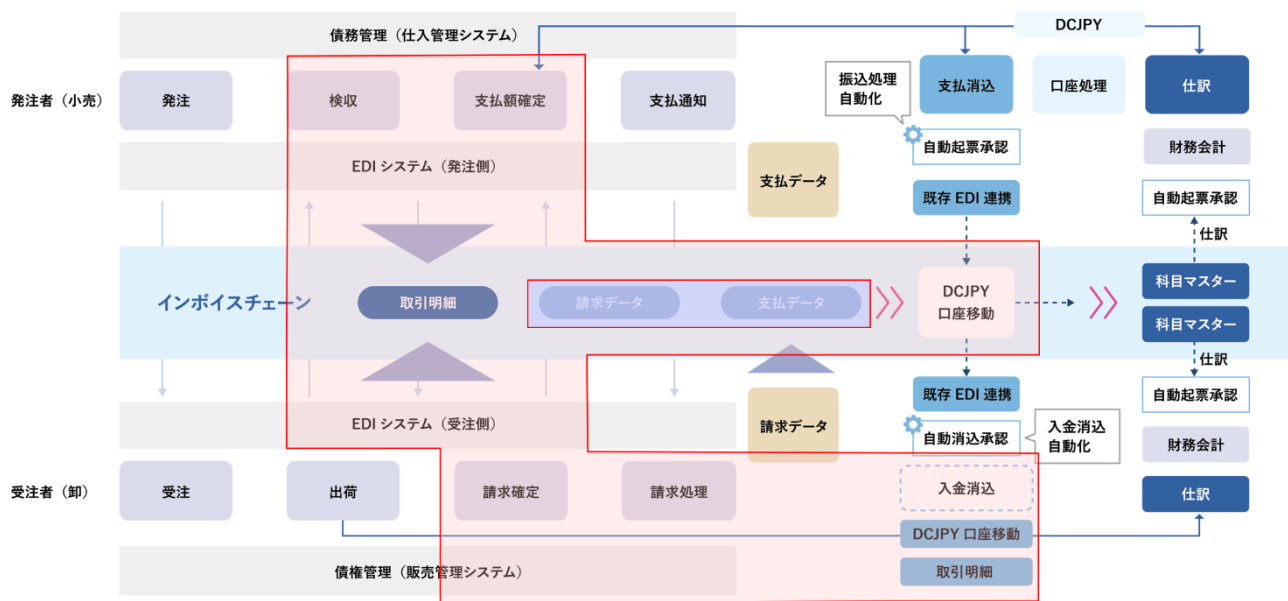 債務管理（仕入管理システム）
DCJPY
発注者（小売）
発注
検収
支払額確定
支払通知
振込処理
自動化
支払消込
口座処理
仕訳
自動起票承認
財務会計
EDI システム（発注側）
支払データ
既存 EDI 連携
自動起票承認
仕訳
インボイスチェーン
取引明細
請求データ
支払データ
DCJPY
口座移動
科目マスター
科目マスター
仕訳
既存 EDI 連携
自動起票承認
EDI システム（受注側）
請求データ
自動消込承認
入金消込
自動化
財務会計
受注者（卸）
受注
出荷
請求確定
請求処理
入金消込
仕訳
DCJPY 口座移動
債権管理（販売管理システム）
取引明細